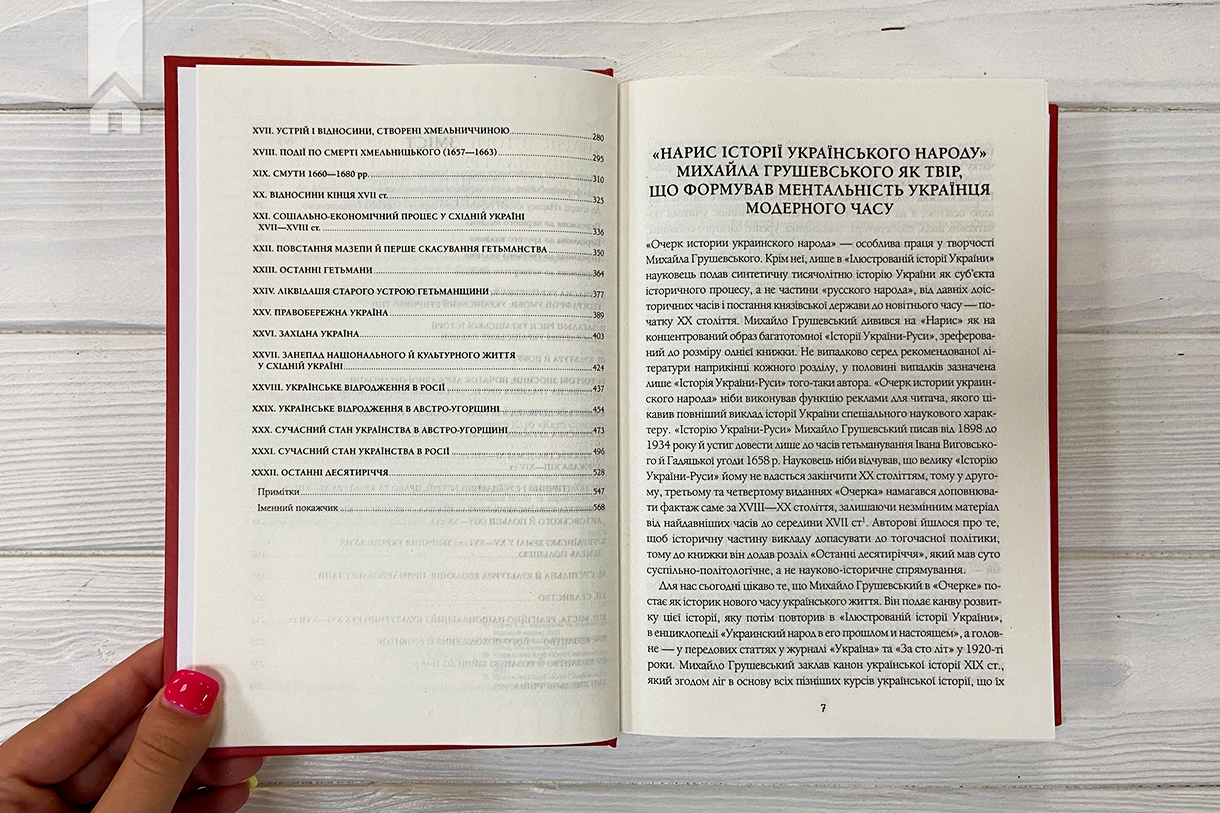 XVII. УСТРІЙ І ВІДНОСИНИ, СТВОРЕНІ ХМЕЛЬНИЧЧИНОЮ 280
XVIII. ПОДІЇ ПО СМЕРТІ ХМЕЛЬНИЦЬКОГО (1657—1663) 295
XIX. СМУТИ 1660—1680 рр. 310
XX. ВІДНОСИНИ КІНЦЯ XVII ст. 325
XXI. СОЦІАЛЬНО-ЕКОНОМІЧНИЙ ПРОЦЕС У СХІДНІЙ УКРАЇНІ
XVII—XVIII ст. 336
XXII. ПОВСТАННЯ МАЗЕПИ Й ПЕРШЕ СКАСУВАННЯ ГЕТЬМАНСТВА 350
XXIII. ОСТАННІ ГЕТЬМАНИ 364
XXIV. ЛІКВІДАЦІЯ СТАРОГО УСТРОЮ ГЕТЬМАНЩИНИ 377
XXV. ПРАВОБЕРЕЖНА УКРАЇНА 389
XXVI. ЗАХІДНА УКРАЇНА 403
XXVII. ЗАНЕПАД НАЦІОНАЛЬНОГО Й КУЛЬТУРНОГО ЖИТТЯ
У СХІДНІЙ УКРАЇНІ 424
XXVIII. УКРАЇНСЬКЕ ВІДРОДЖЕННЯ В РОСІЇ 437
XXIX. УКРАЇНСЬКЕ ВІДРОДЖЕННЯ В АВСТРО-УГОРЩИНІ 454
XXX. СУЧАСНИЙ СТАН УКРАЇНСТВА В АВСТРО-УГОРЩИНІ 473
XXXI. СУЧАСНИЙ СТАН УКРАЇНСТВА В РОСІЇ 496
XXXII. ОСТАННІ ДЕСЯТИРІЧЧЯ 528
Примітки 547
Іменний покажчик 568
«НАРИС ІСТОРІЇ УКРАЇНСЬКОГО НАРОДУ»
МИХАЙЛА ГРУШЕВСЬКОГО ЯК ТВІР,
ЩО ФОРМУВАВ МЕНТАЛЬНІСТЬ УКРАЇНЦЯ
МОДЕРНОГО ЧАСУ
«Очерк истории украинского народа» — особлива праця у творчості
Михайла Грушевського. Крім неї, лише в «Ілюстрованій історії України»
науковець подав синтетичну тисячолітню історію України як суб’єкта
історичного процесу, а не частини «русского народа», від давніх доіс-
торичних часів і постання князівської держави до новітнього часу — по-
чатку XX століття. Михайло Грушевський дивився на «Нарис» як на
концентрований образ багатотомної «Історії України-Руси», зреферова-
ний до розміру однієї книжки. Не випадково серед рекомендованої лі-
тератури наприкінці кожного розділу, у половині випадків зазначена
лише «Історія України-Руси» того-таки автора. «Очерк истории украин-
ского народа» ніби виконував функцію реклами для читача, якого ці-
кавив повніший виклад історії України спеціального наукового харак-
теру. «Історію України-Руси» Михайло Грушевський писав від 1898 до
1934 року й устиг довести лише до часів гетьманування Івана Виговсько-
го й Гадяцької угоди 1658 р. Науковець ніби відчував, що велику «Історію
України-Руси» йому не вдасться закінчити XX століттям, тому у друго-
му, третьому та четвертому виданнях «Очерка» намагався доповнюва-
ти фактаж саме за XVIII—XX століття, залишаючи незмінним матеріал
від найдавніших часів до середини XVII ст¹. Авторові йшлося про те,
щоб історичну частину викладу допасувати до тогочасної політики,
тому до книжки він додав розділ «Останні десятиріччя», який мав суто
суспільно-політологічне, а не науково-історичне спрямування.
Для нас сьогодні цікаво те, що Михайло Грушевський в «Очерке» по-
стає як історик нового часу українського життя. Він подає канву розвит-
ку цієї історії, яку потім повторив в «Ілюстрованій історії України»,
в енциклопедії «Украинский народ в его прошлом и настоящем», а голов-
не — у передових статтях у журналі «Україна» та «За сто літ» у 1920-ті
роки. Михайло Грушевський заклав канон української історії XIX ст.,
який згодом ліг в основу всіх пізніших курсів української історії, що їх
7